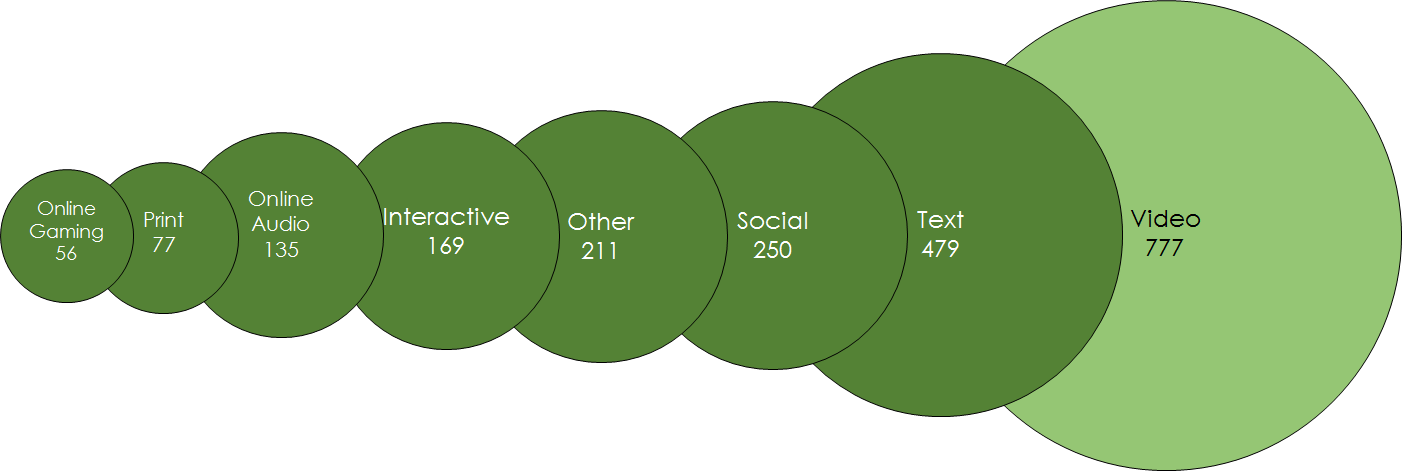 Online
Gaming
56
Print
77
Online
Audio
135
Interactive
169
Other
211
Social
250
Text
479
Video
777